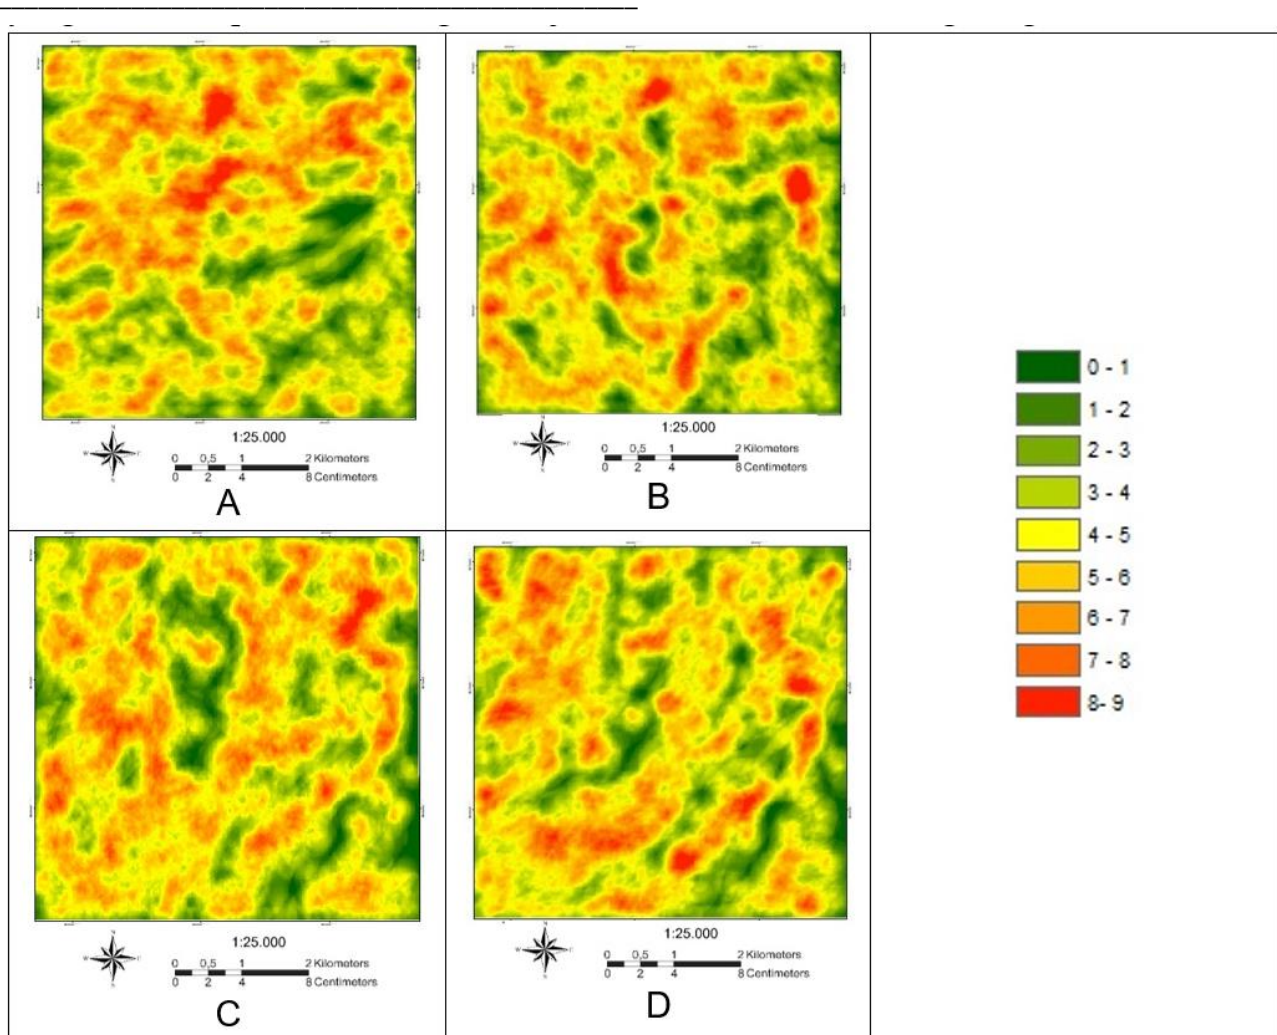 1:25.000
0 0,5 1 2 Kilometers
0 2 4 8 Centimeters
A
1:25.000
0 0,5 1 2 Kilometers
0 2 4 8 Centimeters
B
0 - 1
1 - 2
2 - 3
3 - 4
4 - 5
5 - 6
6 - 7
7 - 8
8- 9
1:25.000
0 0,5 1 2 Kilometers
0 2 4 8 Centimeters
C
1:25.000
0 0,5 1 2 Kilometers
0 2 4 8 Centimeters
D